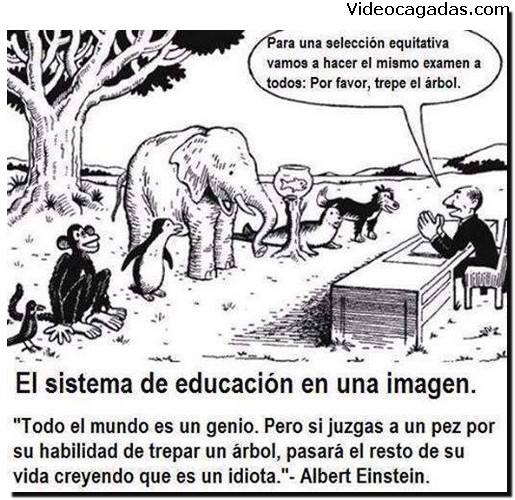 Videocagadas.com
Para una selección equitativa
vamos a hacer el mismo examen a
todos: Por favor, trepe el árbol.
El sistema de educación en una imagen.
"Todo el mundo es un genio. Pero si juzgas a un pez por
su habilidad de trepar un árbol, pasará el resto de su
vida creyendo que es un idiota."- Albert Einstein.